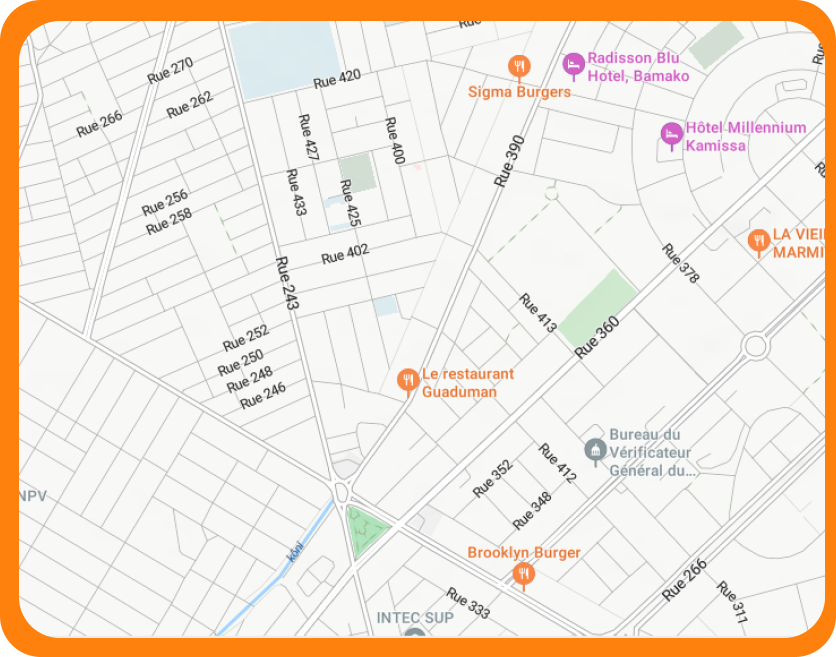 Rue
Rue 270
Rue 420
Radisson Blu
Hotel, Bamako
Sigma Burgers
Rue 262
Rue 266
Rue 427
Rue 400
Rue 390
Hôtel Millennium
Kamissa
Rue 256
Rue 258
Rue 433
Rue 425
LA VIEI
MARMI
Rue 402
Rue 378
Rue 243
Rue 413
Rue 360
Rue 252
Rue 250
Rue 248
Rue 246
Le restaurant
Guaduman
Bureau du
Vérificateur
Général du...
Rue 352
Rue 412
Rue 348
NPV
kôni
Brooklyn Burger
Rue 266
Rue 333
Rue 311
INTEC SUP